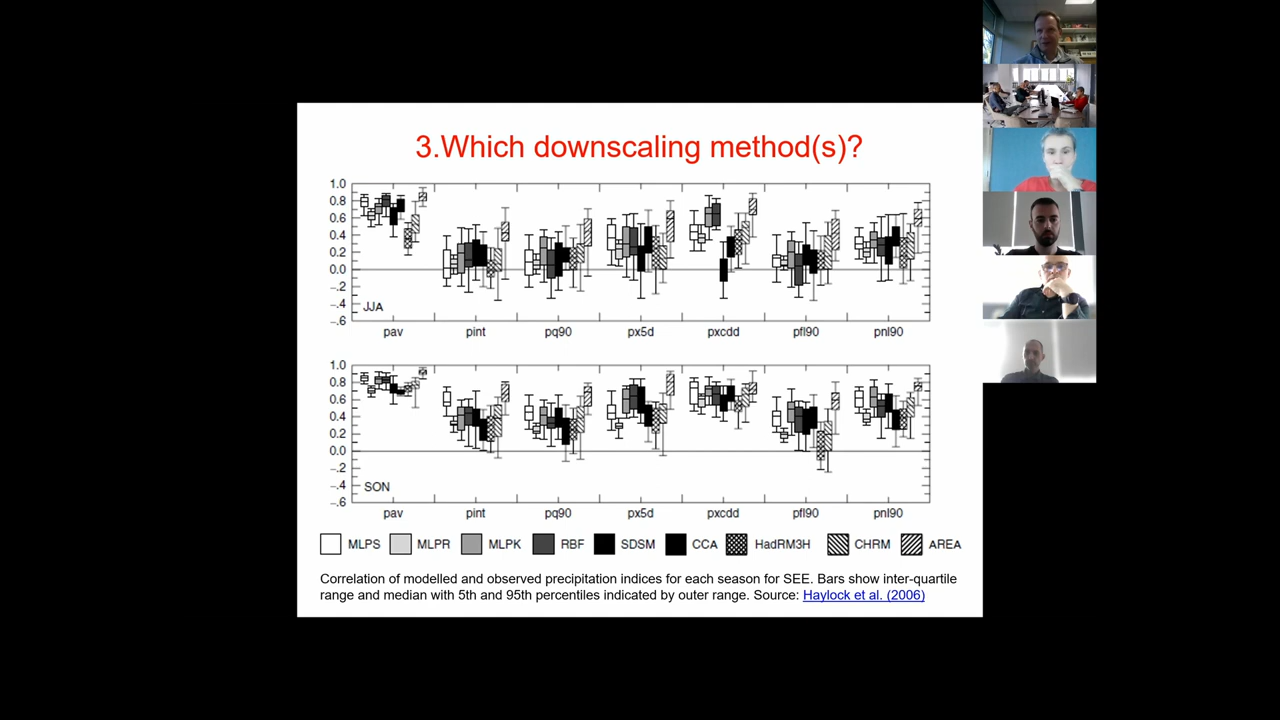 3.Which downscaling method(s)?
1.0
0.8
0.6
0.4
0.2
0.0
–.2
–.4
–.6
JJA
pav pint pq90 px5d pxcdd pfl90 pnl90
1.0
0.8
0.6
0.4
0.2
0.0
–.2
–.4
–.6
SON
pav pint pq90 px5d pxcdd pfl90 pnl90
MLPS MLPR MLPK RBF SDSM CCA HadRM3H CHRM AREA
Correlation of modelled and observed precipitation indices for each season for SEE. Bars show inter-quartile
range and median with 5th and 95th percentiles indicated by outer range. Source: Haylock et al. (2006)